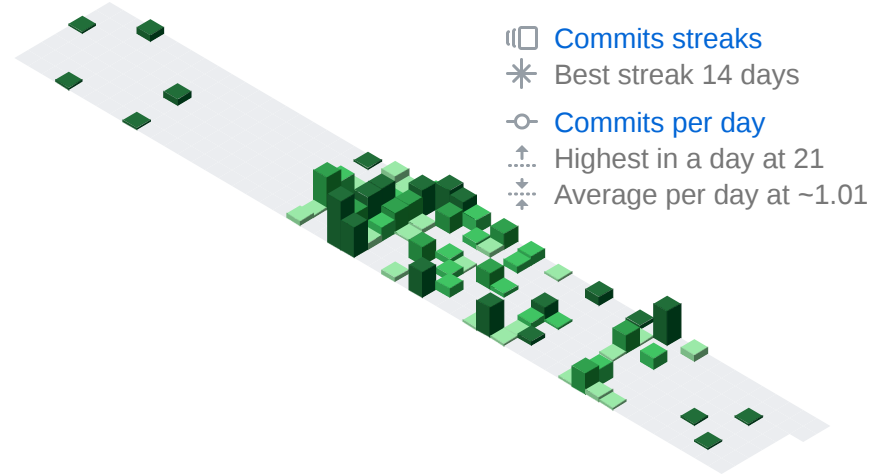 Commits streaks
Best streak 14 days
Commits per day
Highest in a day at 21
Average per day at ~1.01